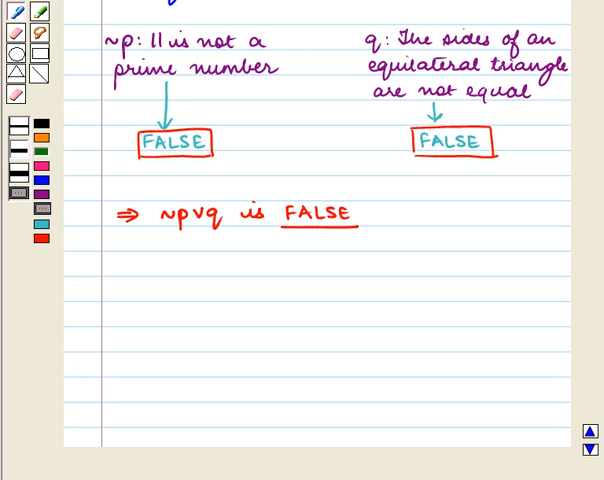 ~p: 11 is not a
prime number
FALSE
q: The sides of an
equilateral triangle
are not equal
FALSE
⇒ ~p∨q is FALSE